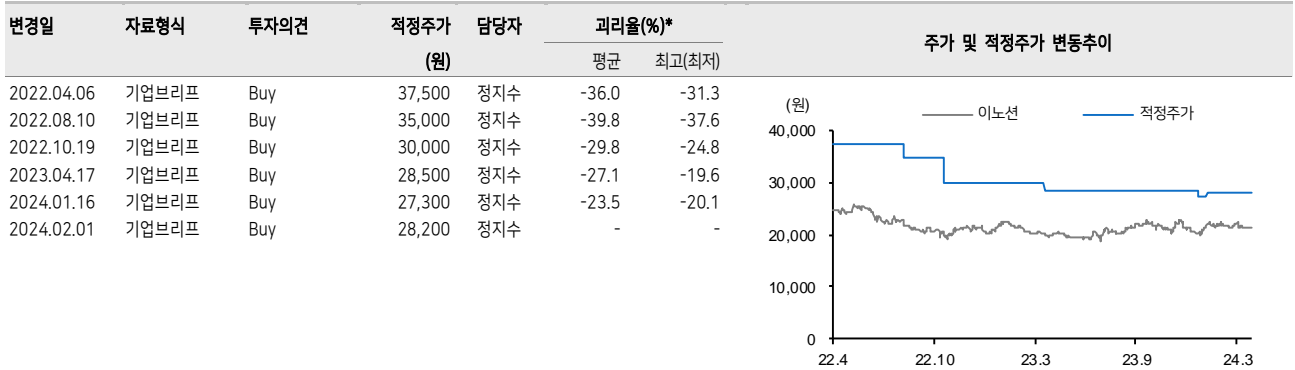 변경일 자료형식 투자의견 적정주가 담당자 괴리율(%)*
(원) 평균 최고(최저)
2022.04.06 기업브리프 Buy 37,500 정지수 -36.0 -31.3
2022.08.10 기업브리프 Buy 35,000 정지수 -39.8 -37.6
2022.10.19 기업브리프 Buy 30,000 정지수 -29.8 -24.8
2023.04.17 기업브리프 Buy 28,500 정지수 -27.1 -19.6
2024.01.16 기업브리프 Buy 27,300 정지수 -23.5 -20.1
2024.02.01 기업브리프 Buy 28,200 정지수 - -
주가 및 적정주가 변동추이
(원) 이노션 적정주가
40,000
30,000
20,000
10,000
0
22.4 22.10 23.3 23.9 24.3